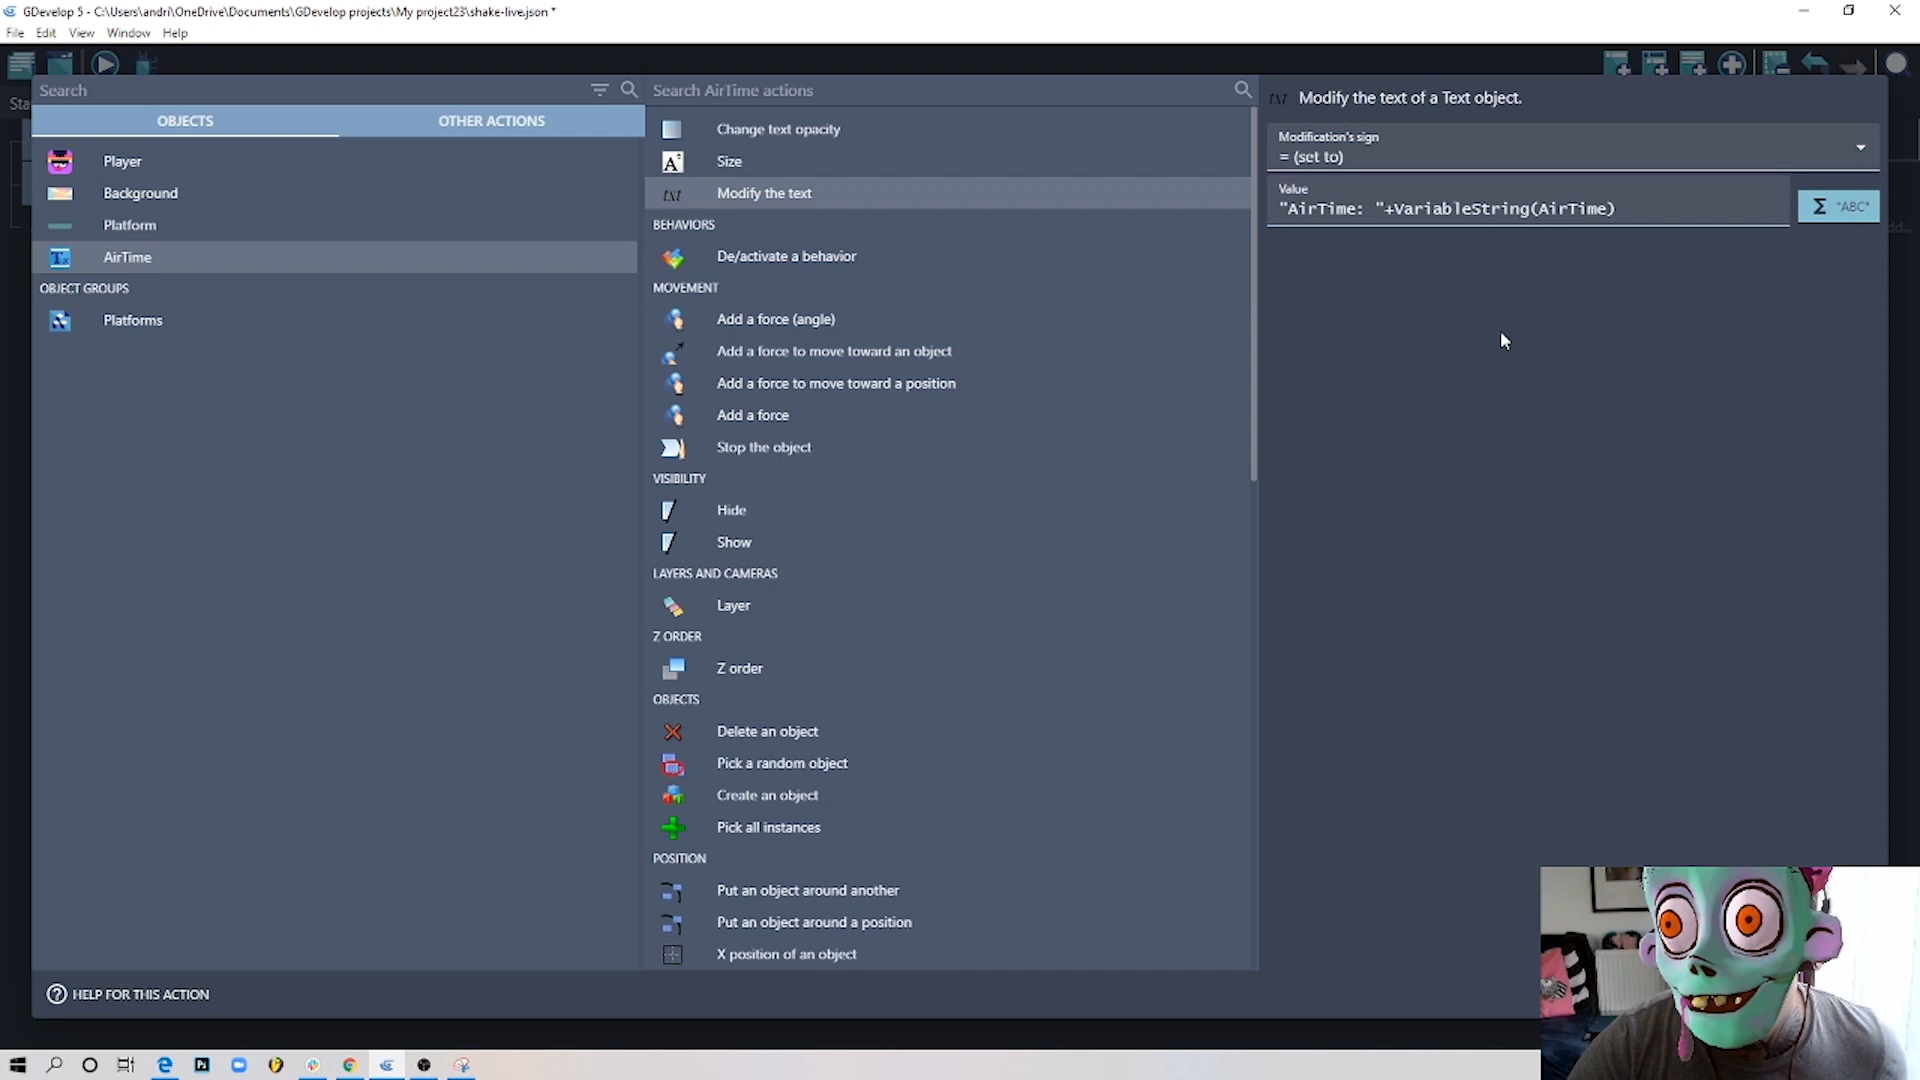 GDevelop 5 - C:\Users\andri\OneDrive\Documents\GDevelop projects\My project23\shake-live.json *
File Edit View Window Help
Sta
Search
Search AirTime actions
OBJECTS
OTHER ACTIONS
Player
Background
Platform
AirTime
OBJECT GROUPS
Platforms
Change text opacity
Size
txt Modify the text
BEHAVIORS
De/activate a behavior
MOVEMENT
Add a force (angle)
Add a force to move toward an object
Add a force to move toward a position
Add a force
Stop the object
VISIBILITY
Hide
Show
LAYERS AND CAMERAS
Layer
Z ORDER
Z order
OBJECTS
Delete an object
Pick a random object
Create an object
Pick all instances
POSITION
Put an object around another
Put an object around a position
X position of an object
txt Modify the text of a Text object.
Modification's sign
= (set to)
Value
"AirTime: "+VariableString(AirTime)
Σ "ABC"
HELP FOR THIS ACTION